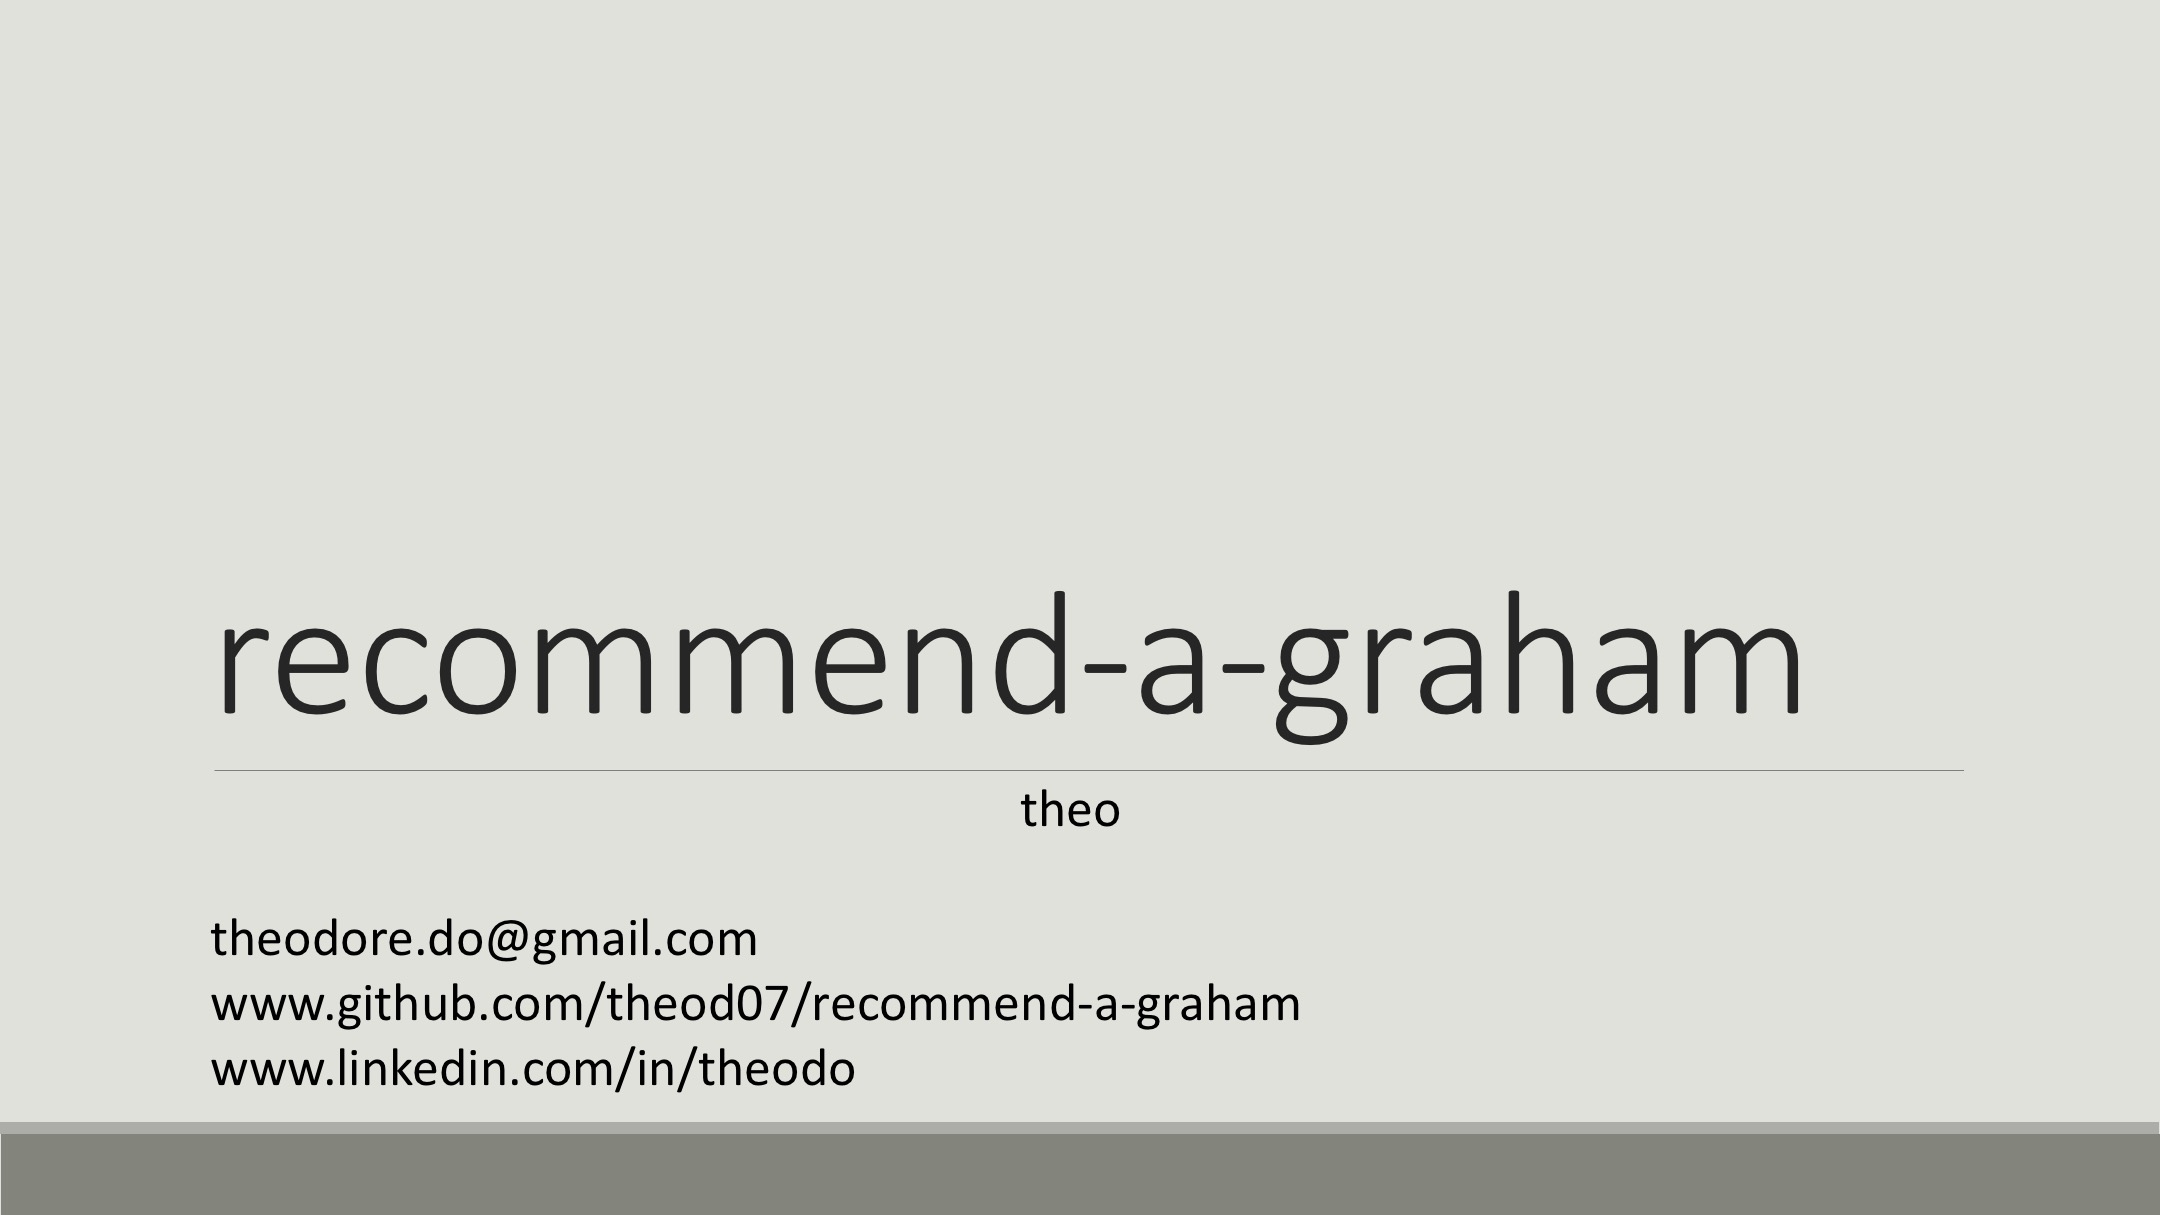 recommend-a-graham
theo
theodore.do@gmail.com
www.github.com/theod07/recommend-a-graham
www.linkedin.com/in/theodo